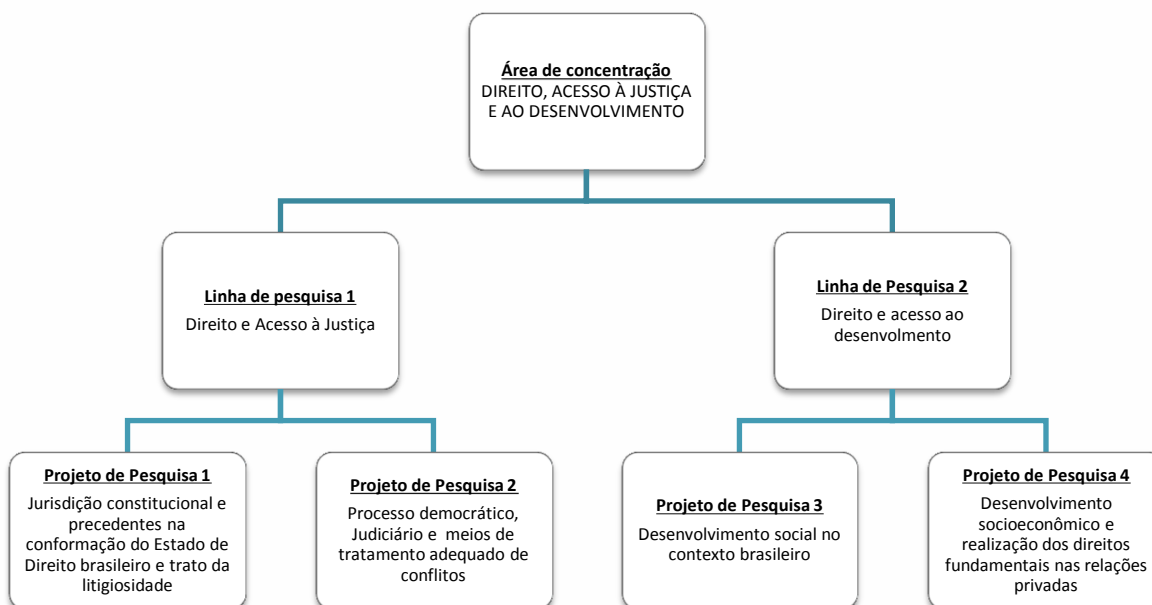 Área de concentração
DIREITO, ACESSO À JUSTIÇA
E AO DESENVOLVIMENTO
Linha de pesquisa 1
Direito e Acesso à Justiça
Linha de Pesquisa 2
Direito e acesso ao
desenvolmento
Projeto de Pesquisa 1
Jurisdição constitucional e
precedentes na
conformação do Estado de
Direito brasileiro e trato da
litigiosidade
Projeto de Pesquisa 2
Processo democrático,
Judiciário e meios de
tratamento adequado de
conflitos
Projeto de Pesquisa 3
Desenvolvimento social no
contexto brasileiro
Projeto de Pesquisa 4
Desenvolvimento
socioeconômico e
realização dos direitos
fundamentais nas relações
privadas